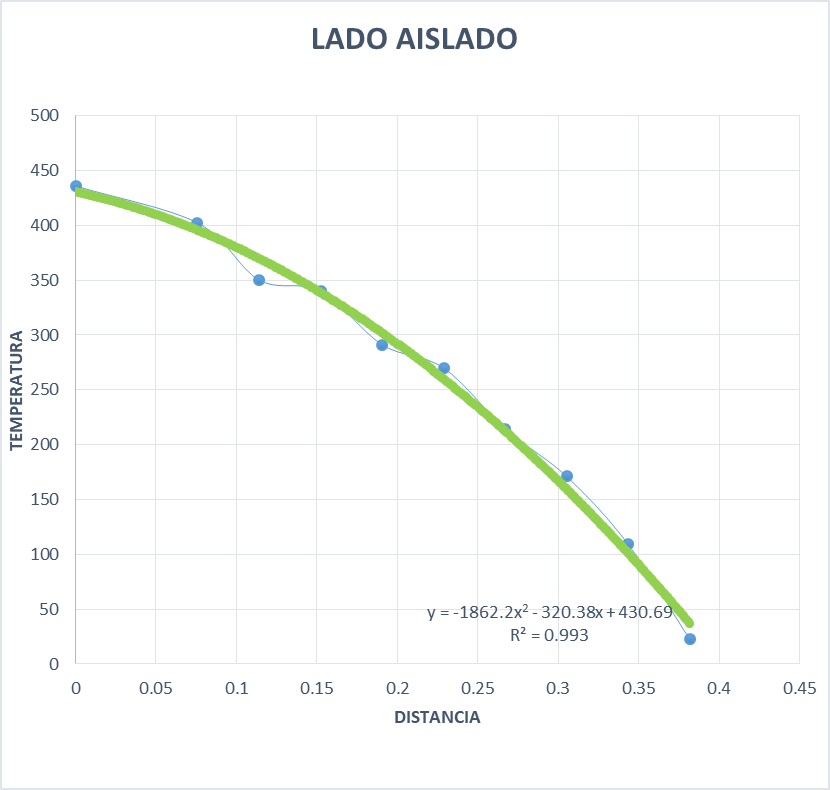 LADO AISLADO
500
450
400
350
300
250
200
150
100
50
0
TEMPERATURA
y = -1862.2x² - 320.38x + 430.69
R² = 0.993
0 0.05 0.1 0.15 0.2 0.25 0.3 0.35 0.4 0.45
DISTANCIA